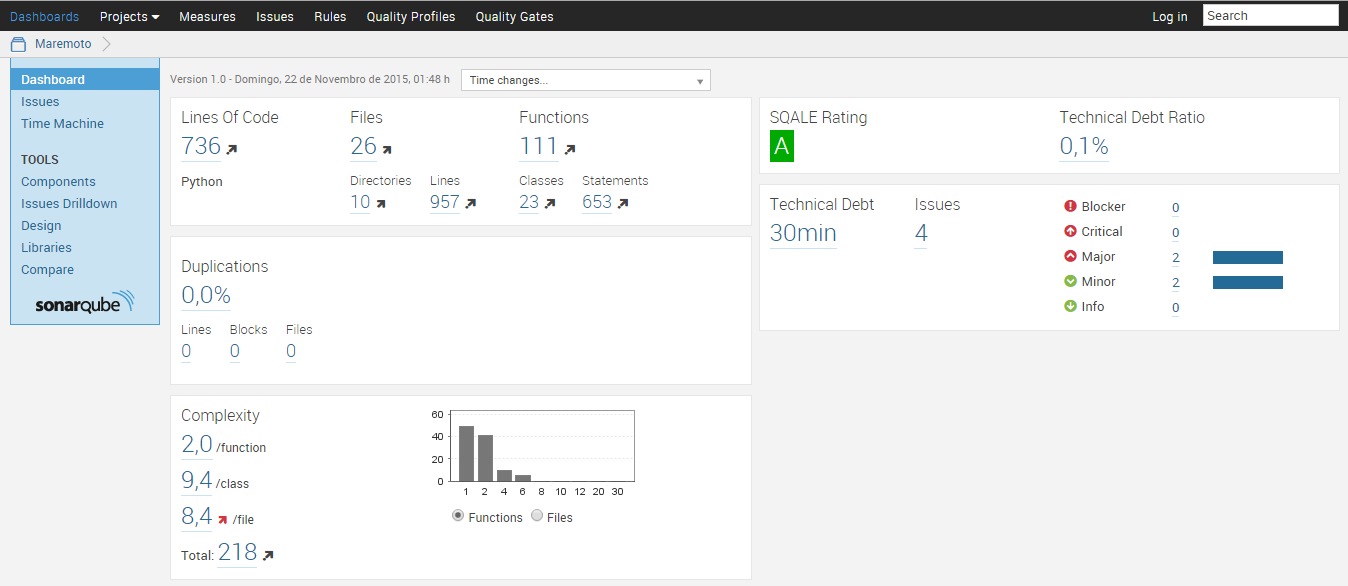 Dashboards Projects Measures Issues Rules Quality Profiles Quality Gates Log in Search
Maremoto
Dashboard
Issues
Time Machine
TOOLS
Components
Issues Drilldown
Design
Libraries
Compare
sonarqube
Version 1.0 - Domingo, 22 de Novembro de 2015, 01:48 h Time changes...
Lines Of Code Files Functions
736 26 111
Python
Directories Lines Classes Statements
10 957 23 653
Duplications
0,0%
Lines Blocks Files
0 0 0
Complexity
2,0 /function
9,4 /class
8,4 /file
Total: 218
60
40
20
0
1 2 4 6 8 10 12 20 30
Functions Files
SQALE Rating Technical Debt Ratio
A 0,1%
Technical Debt Issues
30min 4
Blocker 0
Critical 0
Major 2
Minor 2
Info 0